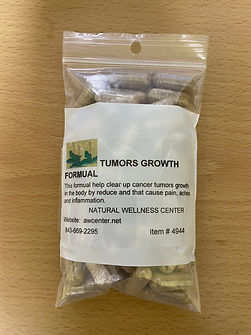 TUMORS GROWTH
FORMUAL
This formual help clear up cancer tumors growth
in the body by reduce and that cause pain, aches
and inflammation.
NATURAL WELLNESS CENTER
Website: awcenter.net
843-669-2295 Item # 4944